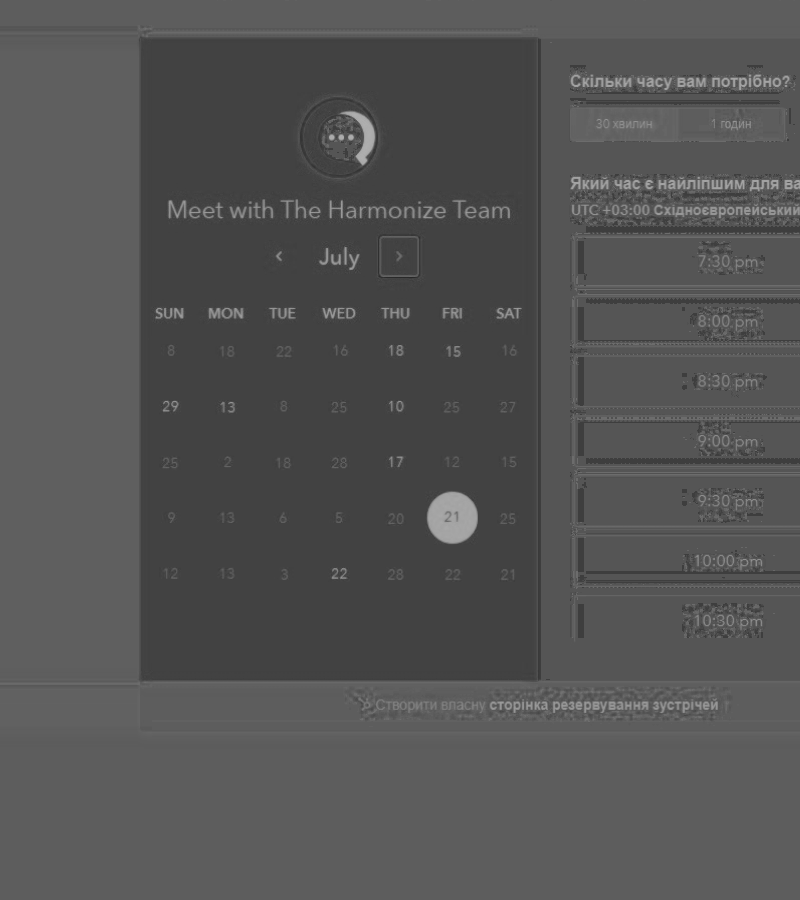 Meet with The Harmonize Team
July
SUN MON TUE WED THU FRI SAT
8 18 22 16 18 15 16
29 13 8 25 10 25 27
25 2 18 28 17 12 15
9 13 6 5 20 21 25
12 13 3 22 28 22 21
Скільки часу вам потрібно?
30 хвилин 1 годин
Який час є найліпшим для ва
UTC +03:00 Східноєвропейський
7:30 pm
8:00 pm
8:30 pm
9:00 pm
9:30 pm
10:00 pm
10:30 pm
Створити власну сторінка резервування зустрічей